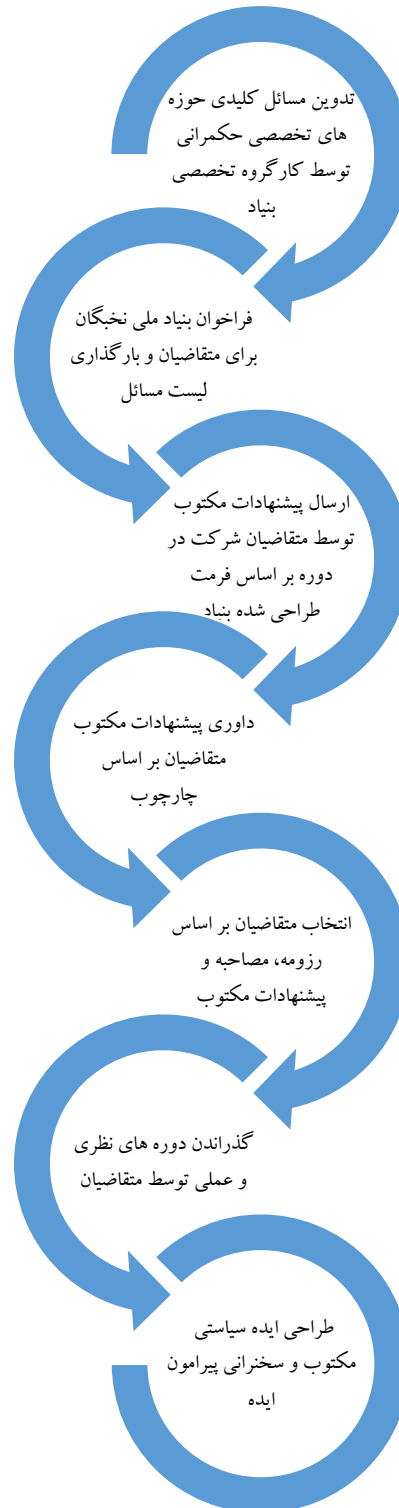 تدوین مسائل کلیدی حوزه
های تخصصی حکمرانی
توسط کارگروه تخصصی
بنیاد
فراخوان بنیاد ملی نخبگان
برای متقاضیان و بارگذاری
لیست مسائل
ارسال پیشنهادات مکتوب
توسط متقاضیان شرکت در
دوره بر اساس فرمت
طراحی شده بنیاد
داوری پیشنهادات مکتوب
متقاضیان بر اساس
چارچوب
انتخاب متقاضیان بر اساس
رزومه، مصاحبه و
پیشنهادات مکتوب
گذراندن دوره های نظری
و عملی توسط متقاضیان
طراحی ایده سیاستی
مکتوب و سخنرانی پیرامون
ایده